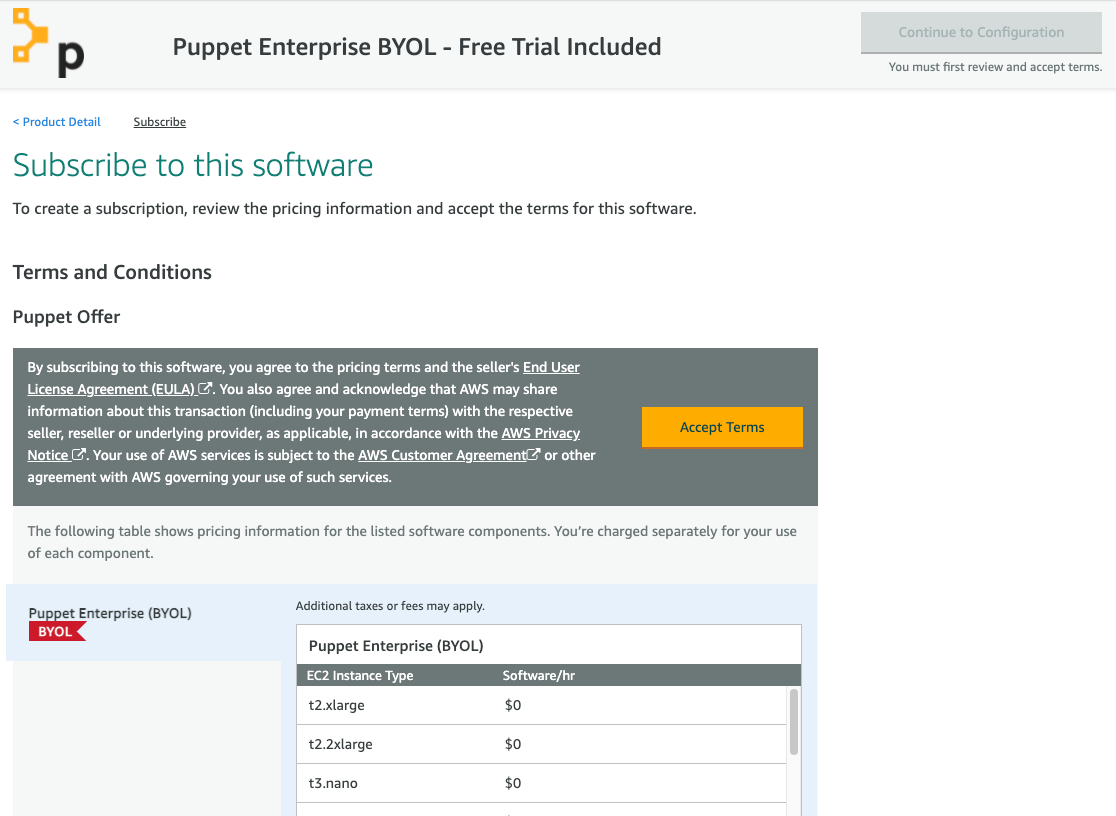 p
Puppet Enterprise BYOL - Free Trial Included
Continue to Configuration
You must first review and accept terms.
< Product Detail
Subscribe
Subscribe to this software
To create a subscription, review the pricing information and accept the terms for this software.
Terms and Conditions
Puppet Offer
By subscribing to this software, you agree to the pricing terms and the seller's End User
License Agreement (EULA). You also agree and acknowledge that AWS may share
information about this transaction (including your payment terms) with the respective
seller, reseller or underlying provider, as applicable, in accordance with the AWS Privacy
Notice. Your use of AWS services is subject to the AWS Customer Agreement or other
agreement with AWS governing your use of such services.
Accept Terms
The following table shows pricing information for the listed software components. You’re charged separately for your use
of each component.
Puppet Enterprise (BYOL)
BYOL
Additional taxes or fees may apply.
Puppet Enterprise (BYOL)
EC2 Instance Type Software/hr
t2.xlarge $0
t2.2xlarge $0
t3.nano $0